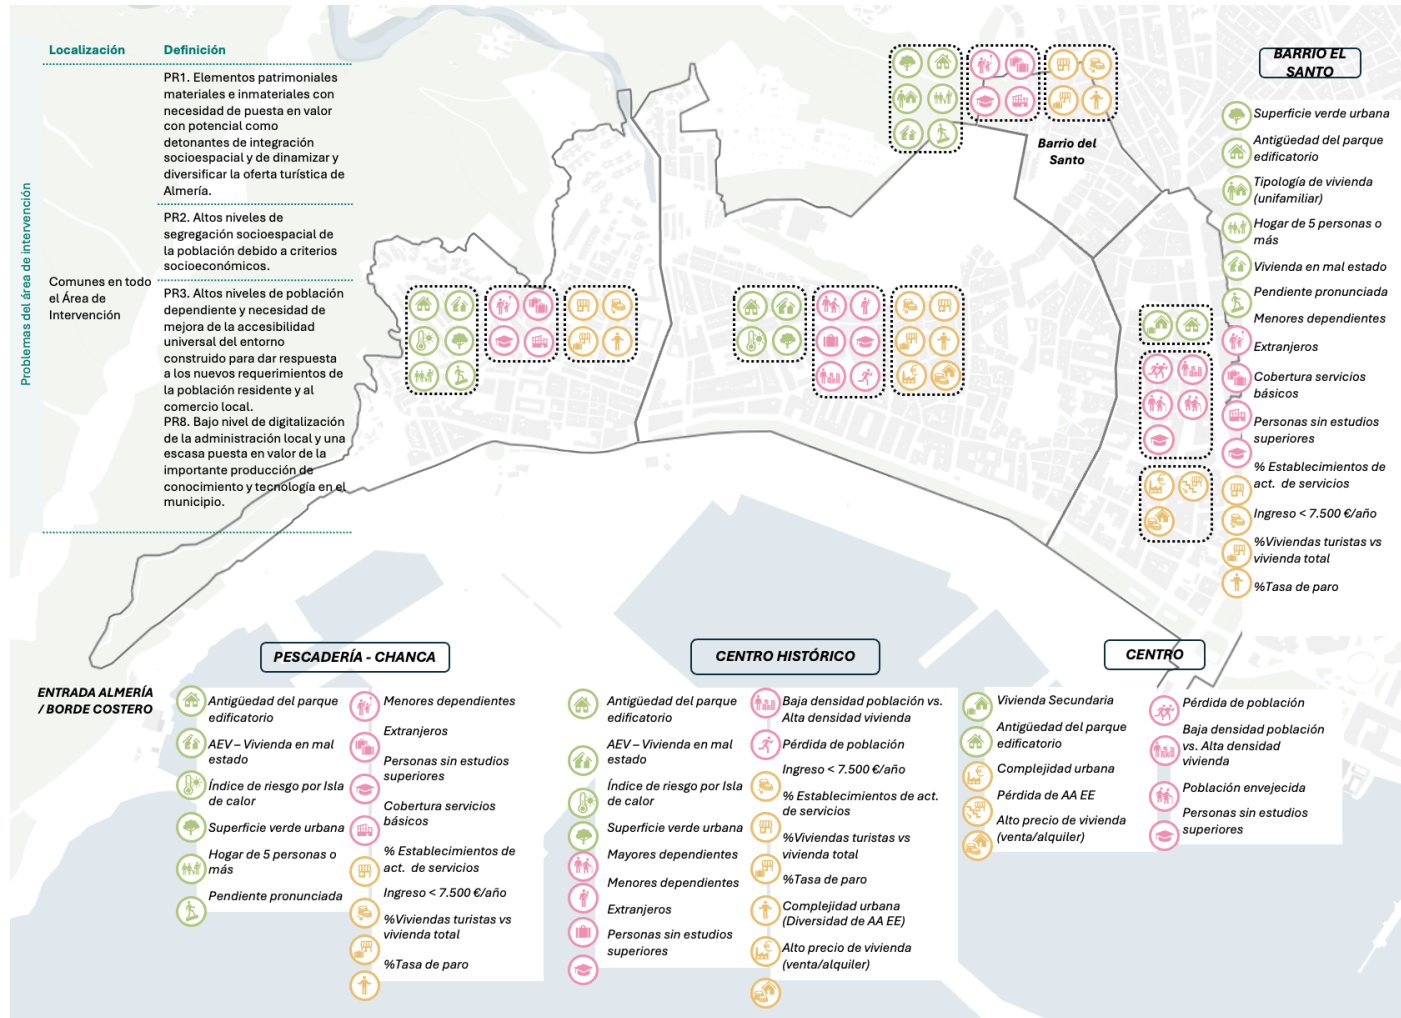 Problemas del área de intervención
Localización
Definición
Comunes en todo
el Área de
Intervención
PR1. Elementos patrimoniales
materiales e inmateriales con
necesidad de puesta en valor
con potencial como
detonantes de integración
socioespacial y de dinamizar y
diversificar la oferta turística de
Almería.
PR2. Altos niveles de
segregación socioespacial de
la población debido a criterios
socioeconómicos.
PR3. Altos niveles de población
dependiente y necesidad de
mejora de la accesibilidad
universal del entorno
construido para dar respuesta
a los nuevos requerimientos de
la población residente y al
comercio local.
PR8. Bajo nivel de digitalización
de la administración local y una
escasa puesta en valor de la
importante producción de
conocimiento y tecnología en el
municipio.
Barrio del
Santo
BARRIO EL
SANTO
Superficie verde urbana
Antigüedad del parque
edificatorio
Tipología de vivienda
(unifamiliar)
Hogar de 5 personas o
más
Vivienda en mal estado
Pendiente pronunciada
Menores dependientes
Extranjeros
Cobertura servicios
básicos
Personas sin estudios
superiores
% Establecimientos de
act. de servicios
Ingreso < 7.500 €/año
%Viviendas turistas vs
vivienda total
%Tasa de paro
ENTRADA ALMERÍA
/ BORDE COSTERO
PESCADERÍA - CHANCA
Antigüedad del parque
edificatorio
AEV – Vivienda en mal
estado
Índice de riesgo por Isla
de calor
Superficie verde urbana
Hogar de 5 personas o
más
Pendiente pronunciada
Menores dependientes
Extranjeros
Personas sin estudios
superiores
Cobertura servicios
básicos
% Establecimientos de
act. de servicios
Ingreso < 7.500 €/año
%Viviendas turistas vs
vivienda total
%Tasa de paro
CENTRO HISTÓRICO
Antigüedad del parque
edificatorio
AEV – Vivienda en mal
estado
Índice de riesgo por Isla
de calor
Superficie verde urbana
Mayores dependientes
Menores dependientes
Extranjeros
Personas sin estudios
superiores
Baja densidad población vs.
Alta densidad vivienda
Pérdida de población
Ingreso < 7.500 €/año
% Establecimientos de act.
de servicios
%Viviendas turistas vs
vivienda total
%Tasa de paro
Complejidad urbana
(Diversidad de AA EE)
Alto precio de vivienda
(venta/alquiler)
CENTRO
Vivienda Secundaria
Antigüedad del parque
edificatorio
Complejidad urbana
Pérdida de AA EE
Alto precio de vivienda
(venta/alquiler)
Pérdida de población
Baja densidad población
vs. Alta densidad
vivienda
Población envejecida
Personas sin estudios
superiores